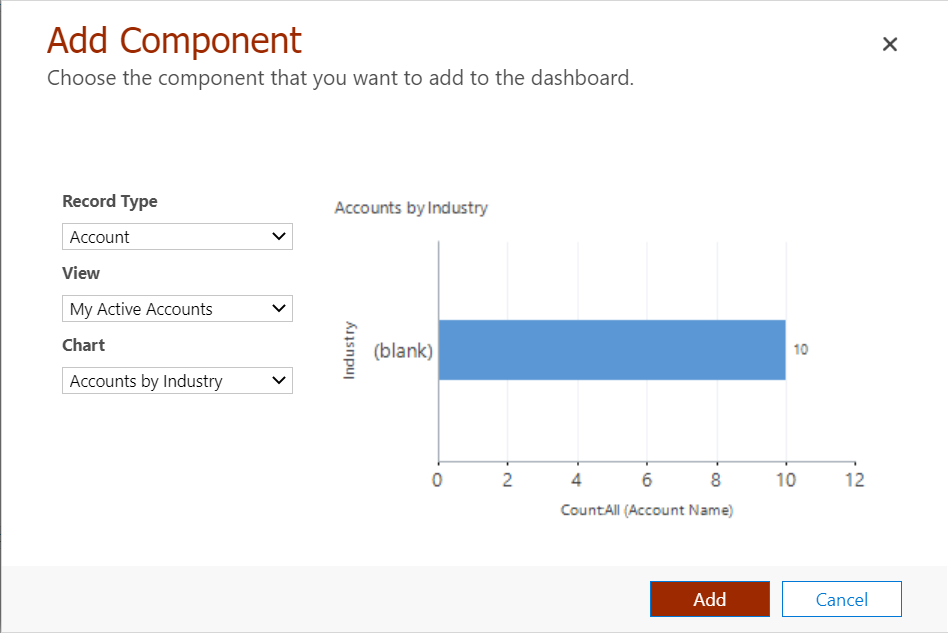 Add Component
Choose the component that you want to add to the dashboard.
Record Type
Account
View
My Active Accounts
Chart
Accounts by Industry
Accounts by Industry
Industry
(blank)
10
0 2 4 6 8 10 12
Count:All (Account Name)
Add
Cancel